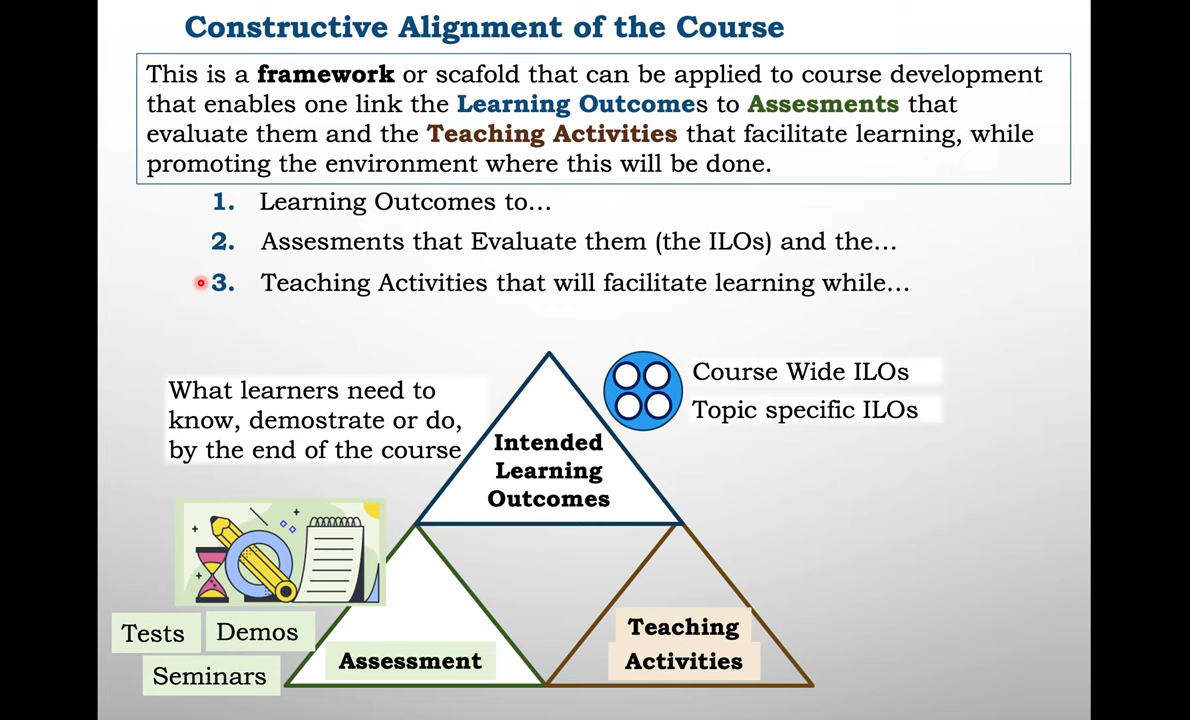 Constructive Alignment of the Course
This is a framework or scafold that can be applied to course development
that enables one link the Learning Outcomes to Assesments that
evaluate them and the Teaching Activities that facilitate learning, while
promoting the environment where this will be done.
1. Learning Outcomes to...
2. Assesments that Evaluate them (the ILOs) and the...
3. Teaching Activities that will facilitate learning while...
What learners need to
know, demostrate or do,
by the end of the course
Course Wide ILOs
Topic specific ILOs
Intended
Learning
Outcomes
Tests
Demos
Seminars
Assessment
Teaching
Activities